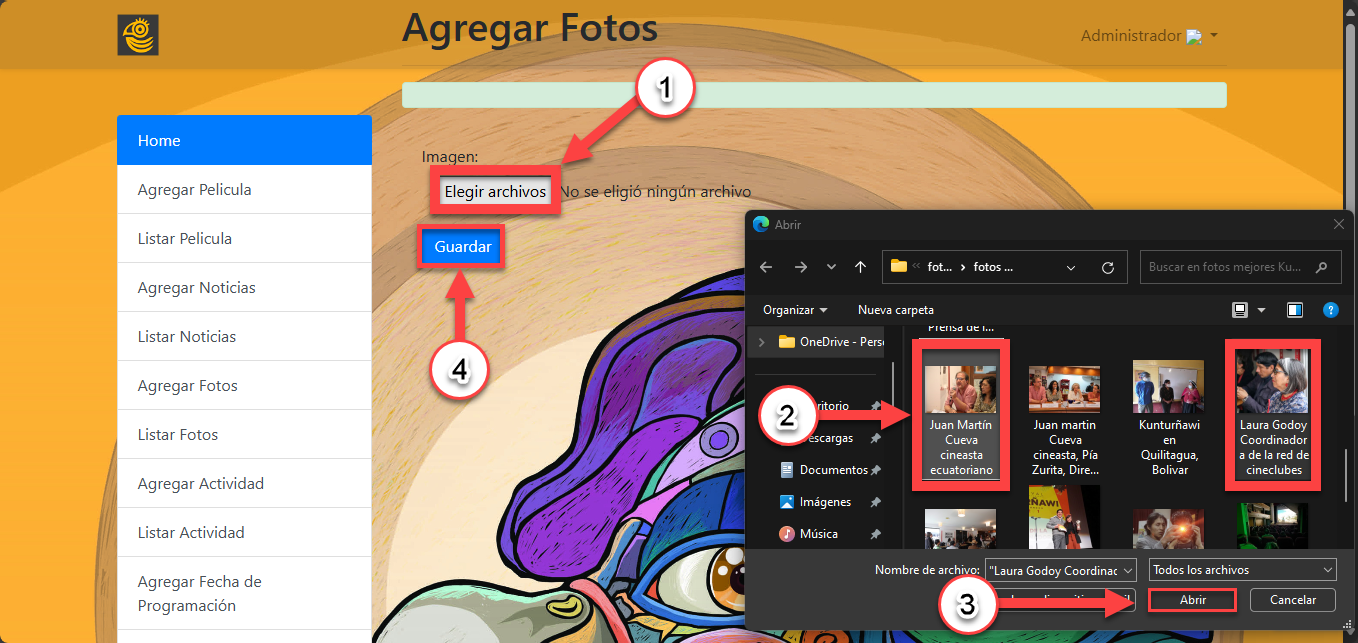 Agregar Fotos
Administrador
1
Home
Agregar Pelicula
Listar Pelicula
Agregar Noticias
Listar Noticias
Agregar Fotos
Listar Fotos
Agregar Actividad
Listar Actividad
Agregar Fecha de
Programación
Imagen:
Elegir archivos
No se eligió ningún archivo
Guardar
4
Abrir
fot...
fotos ...
Buscar en fotos mejores Ku...
Organizar
Nueva carpeta
OneDrive - Perso
2
ritorio
escargas
Documentos
Imágenes
Música
Prensa de l...
Juan Martín
Cueva
cineasta
ecuatoriano
Juan martin
Cueva
cineasta, Pía
Zurita, Dire...
Kunturñawi
en
Quilitagua,
Bolivar
Laura Godoy
Coordinador
a de la red de
cineclubes
Nombre de archivo:
"Laura Godoy Coordinac
Todos los archivos
3
Abrir
Cancelar